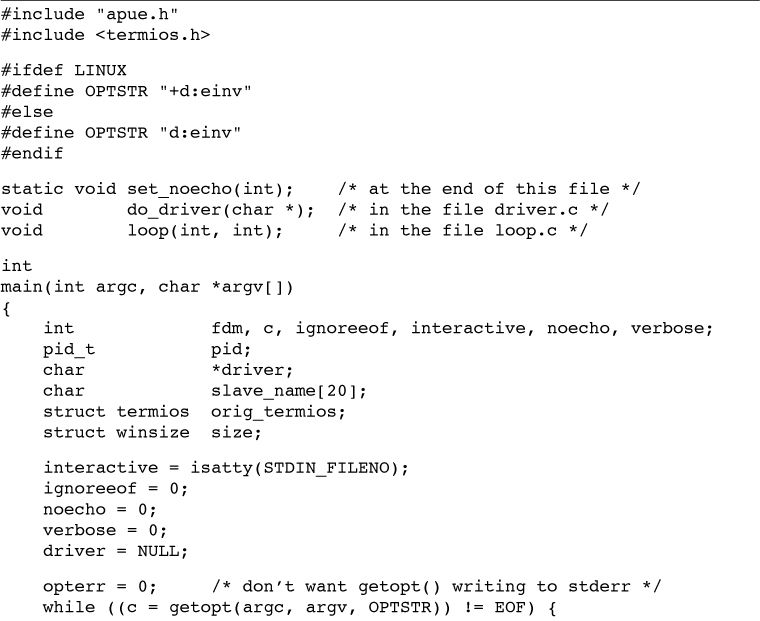 #include "apue.h"
#include <termios.h>
#ifdef LINUX
#define OPTSTR "+d:einv"
#else
#define OPTSTR "d:einv"
#endif
static void set_noecho(int);    /* at the end of this file */
void        do_driver(char *);  /* in the file driver.c */
void        loop(int, int);     /* in the file loop.c */
int
main(int argc, char *argv[])
{
    int             fdm, c, ignoreeof, interactive, noecho, verbose;
    pid_t           pid;
    char            *driver;
    char            slave_name[20];
    struct termios  orig_termios;
    struct winsize  size;
    interactive = isatty(STDIN_FILENO);
    ignoreeof = 0;
    noecho = 0;
    verbose = 0;
    driver = NULL;
    opterr = 0;     /* don’t want getopt() writing to stderr */
    while ((c = getopt(argc, argv, OPTSTR)) != EOF) {